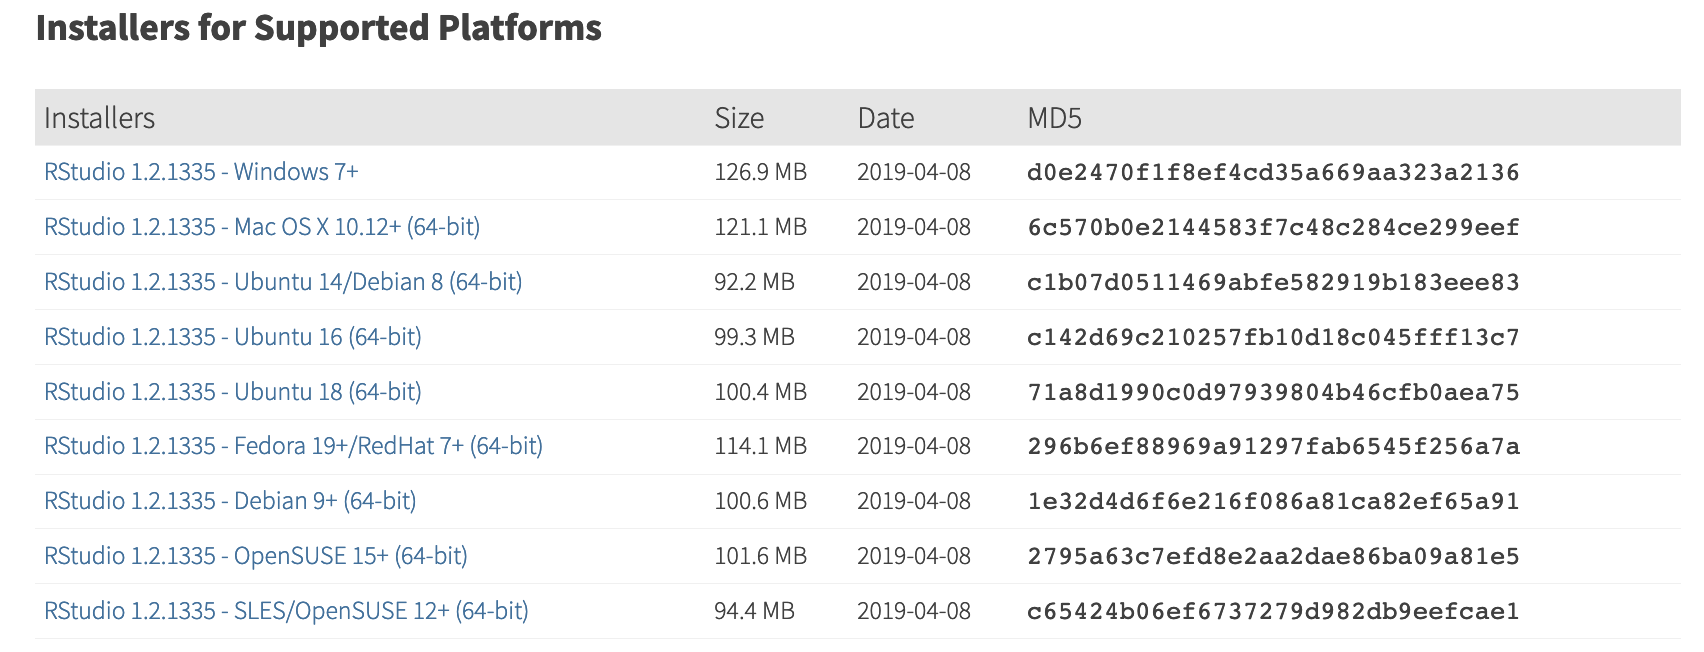 Installers for Supported Platforms
Installers Size Date MD5
RStudio 1.2.1335 - Windows 7+ 126.9 MB 2019-04-08 d0e2470f1f8ef4cd35a669aa323a2136
RStudio 1.2.1335 - Mac OS X 10.12+ (64-bit) 121.1 MB 2019-04-08 6c570b0e2144583f7c48c284ce299eef
RStudio 1.2.1335 - Ubuntu 14/Debian 8 (64-bit) 92.2 MB 2019-04-08 c1b07d0511469abfe582919b183eee83
RStudio 1.2.1335 - Ubuntu 16 (64-bit) 99.3 MB 2019-04-08 c142d69c210257fb10d18c045fff13c7
RStudio 1.2.1335 - Ubuntu 18 (64-bit) 100.4 MB 2019-04-08 71a8d1990c0d97939804b46cfb0aea75
RStudio 1.2.1335 - Fedora 19+/RedHat 7+ (64-bit) 114.1 MB 2019-04-08 296b6ef88969a91297fab6545f256a7a
RStudio 1.2.1335 - Debian 9+ (64-bit) 100.6 MB 2019-04-08 1e32d4d6f6e216f086a81ca82ef65a91
RStudio 1.2.1335 - OpenSUSE 15+ (64-bit) 101.6 MB 2019-04-08 2795a63c7efd8e2aa2dae86ba09a81e5
RStudio 1.2.1335 - SLES/OpenSUSE 12+ (64-bit) 94.4 MB 2019-04-08 c65424b06ef6737279d982db9eefcae1